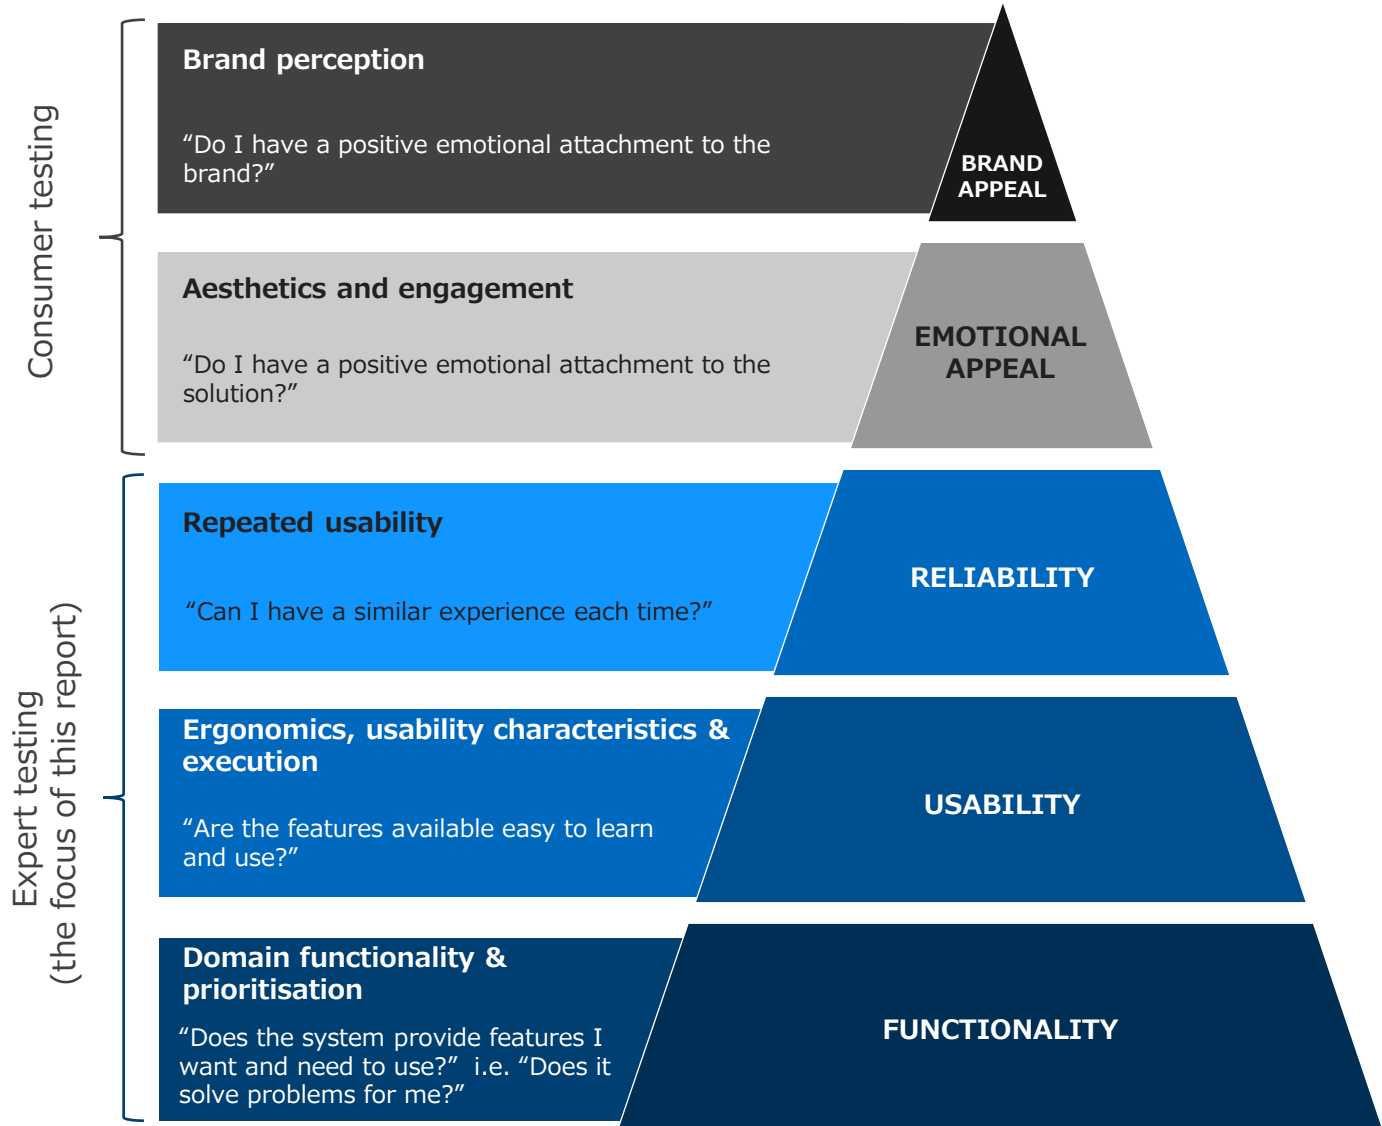 Consumer testing
Brand perception
“Do I have a positive emotional attachment to the
brand?”
BRAND
APPEAL
Aesthetics and engagement
“Do I have a positive emotional attachment to the
solution?”
EMOTIONAL
APPEAL
Expert testing
(the focus of this report)
Repeated usability
“Can I have a similar experience each time?”
RELIABILITY
Ergonomics, usability characteristics &
execution
“Are the features available easy to learn
and use?”
USABILITY
Domain functionality &
prioritisation
“Does the system provide features I
want and need to use?”  i.e. “Does it
solve problems for me?”
FUNCTIONALITY